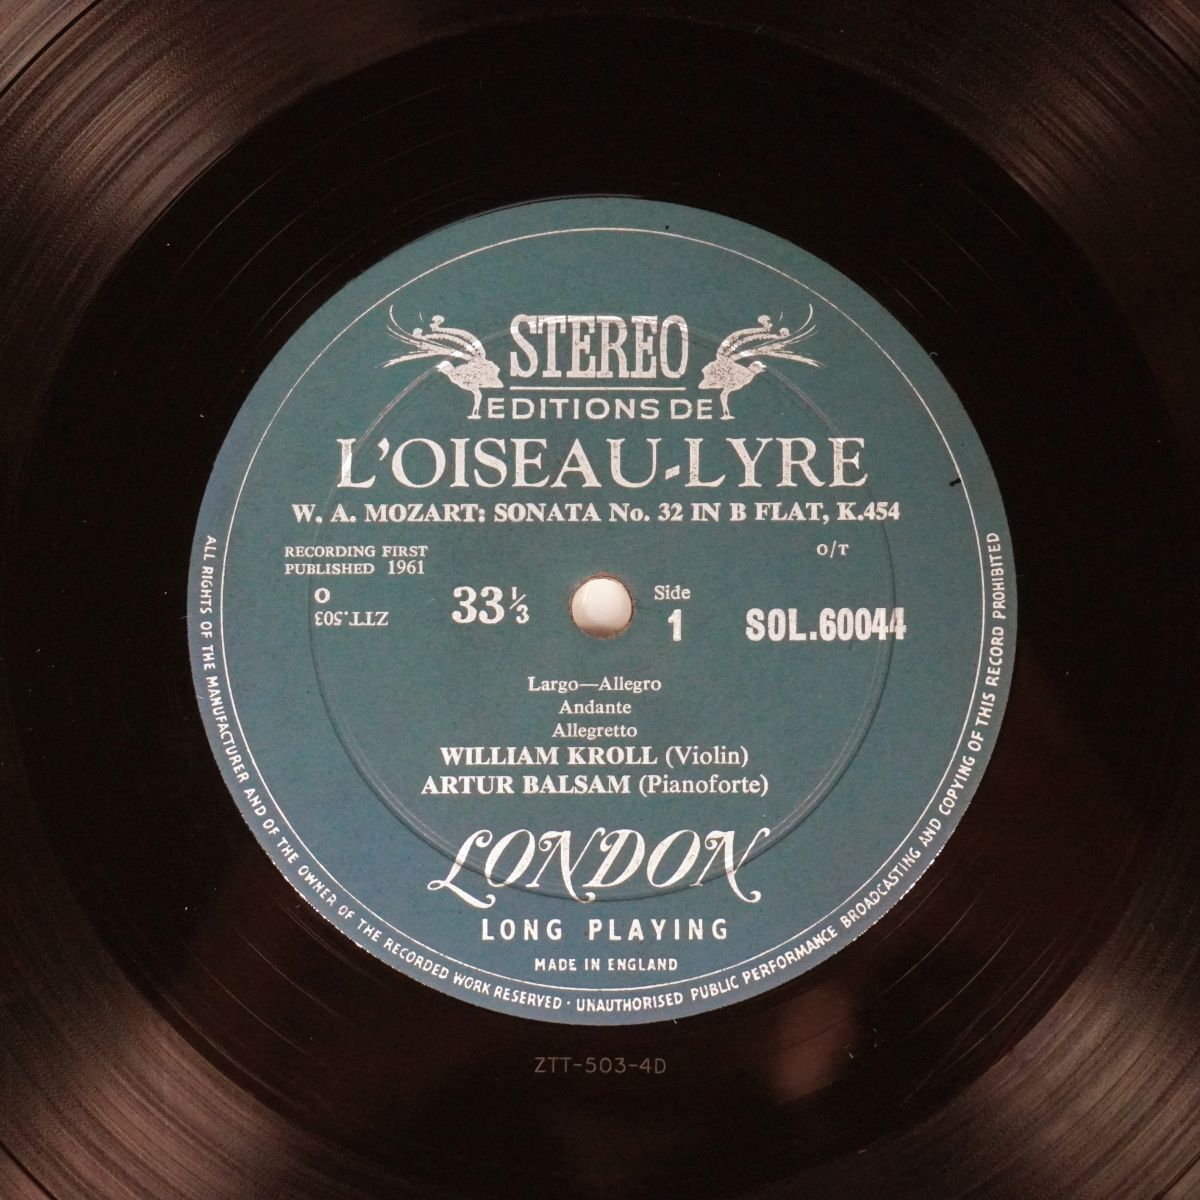 STEREO
EDITIONS DE
L'OISEAU-LYRE
W. A. MOZART: SONATA No. 32 IN B FLAT, K.454
RECORDING FIRST
PUBLISHED 1961
O/T
O
ZTT.503
33⅓
Side
1
SOL.60044
Largo—Allegro
Andante
Allegretto
WILLIAM KROLL (Violin)
ARTUR BALSAM (Pianoforte)
LONDON
LONG PLAYING
MADE IN ENGLAND
ALL RIGHTS OF THE MANUFACTURER AND OF THE OWNER OF THE RECORDED WORK RESERVED · UNAUTHORISED PUBLIC PERFORMANCE BROADCASTING AND COPYING OF THIS RECORD PROHIBITED
ZTT-503-4D